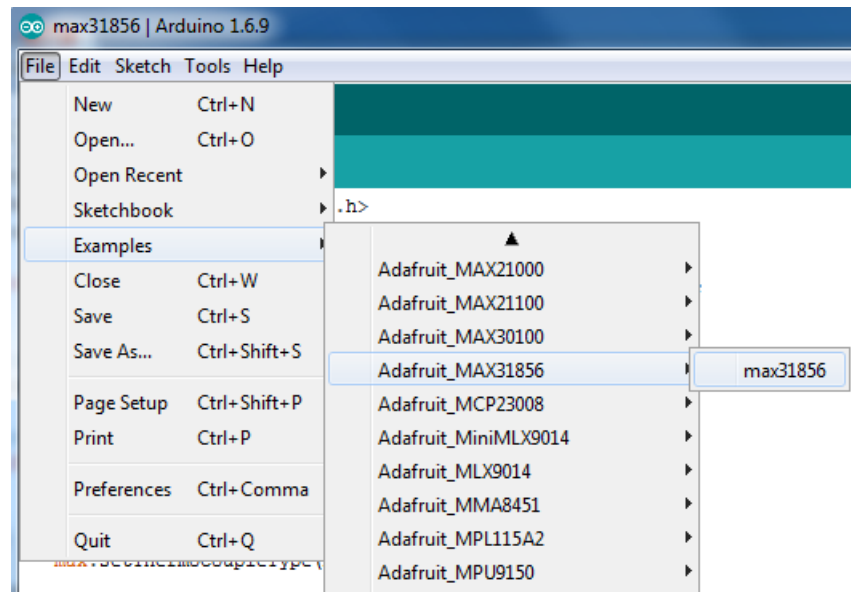 max31856 | Arduino 1.6.9
File Edit Sketch Tools Help
New Ctrl+N
Open... Ctrl+O
Open Recent
Sketchbook
Examples
Close Ctrl+W
Save Ctrl+S
Save As... Ctrl+Shift+S
Page Setup Ctrl+Shift+P
Print Ctrl+P
Preferences Ctrl+Comma
Quit Ctrl+Q
.h>
Adafruit_MAX21000
Adafruit_MAX21100
Adafruit_MAX30100
Adafruit_MAX31856
Adafruit_MCP23008
Adafruit_MiniMLX9014
Adafruit_MLX9014
Adafruit_MMA8451
Adafruit_MPL115A2
Adafruit_MPU9150
max31856
max.setThermocoupleType(